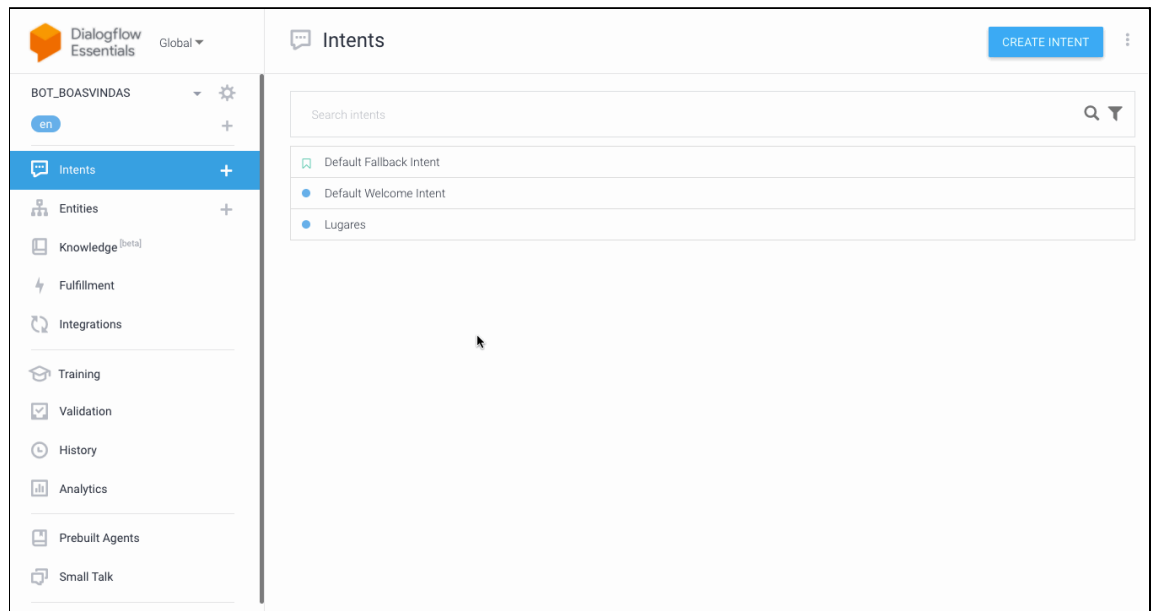 Dialogflow
Essentials
Global
Intents
CREATE INTENT
BOT_BOASVINDAS
en
Search intents
Intents
Default Fallback Intent
Default Welcome Intent
Lugares
Entities
Knowledge [beta]
Fulfillment
Integrations
Training
Validation
History
Analytics
Prebuilt Agents
Small Talk